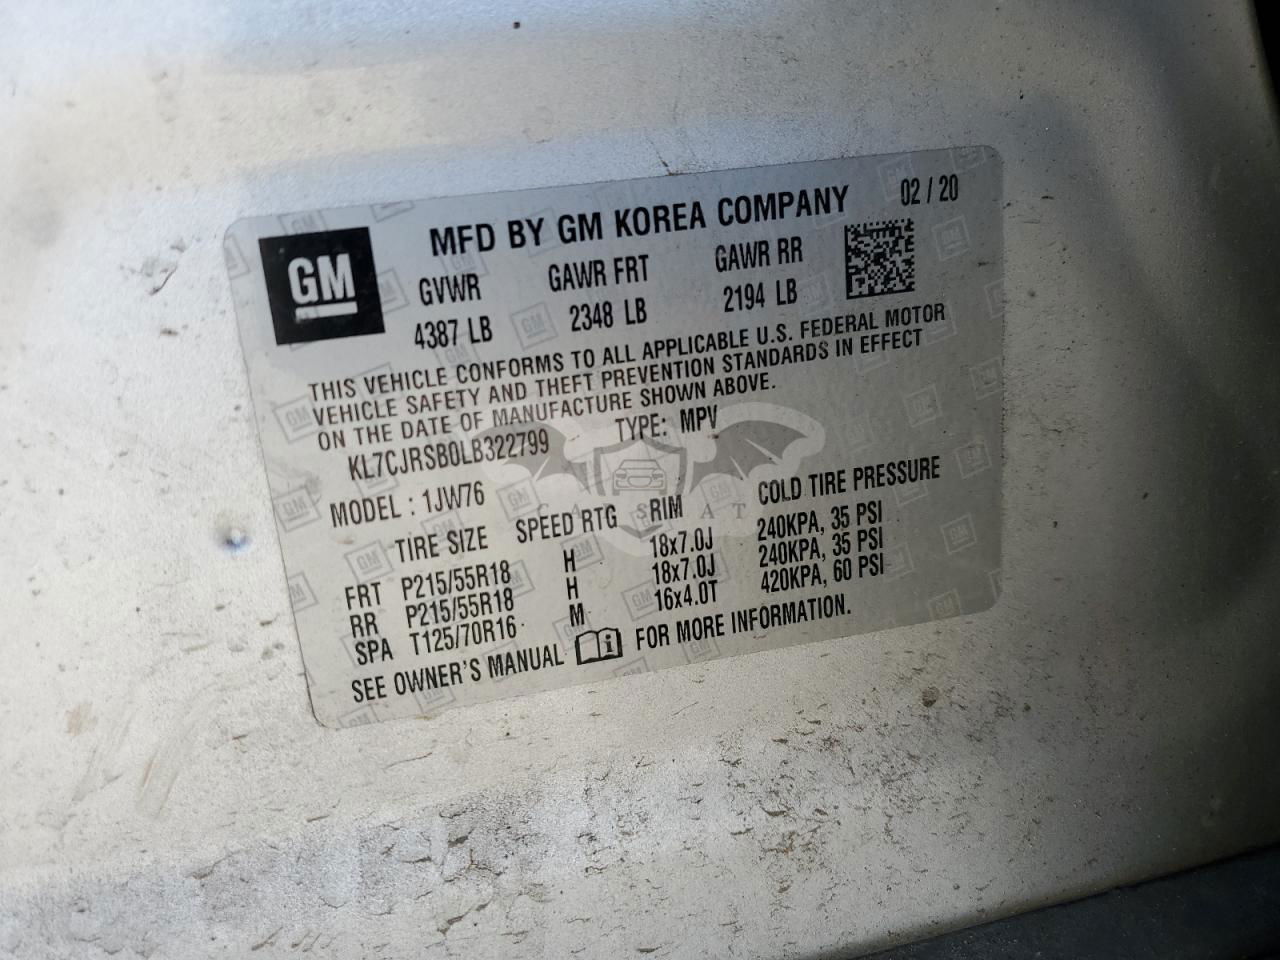 GM
MFD BY GM KOREA COMPANY 02 / 20
GVWR GAWR FRT GAWR RR
4387 LB 2348 LB 2194 LB
THIS VEHICLE CONFORMS TO ALL APPLICABLE U.S. FEDERAL MOTOR
VEHICLE SAFETY AND THEFT PREVENTION STANDARDS IN EFFECT
ON THE DATE OF MANUFACTURE SHOWN ABOVE.
KL7CJRSB0LB322799 TYPE: MPV
MODEL : 1JW76
TIRE SIZE SPEED RTG RIM COLD TIRE PRESSURE
FRT P215/55R18 H 18x7.0J 240KPA, 35 PSI
RR P215/55R18 H 18x7.0J 240KPA, 35 PSI
SPA T125/70R16 M 16x4.0T 420KPA, 60 PSI
SEE OWNER'S MANUAL FOR MORE INFORMATION.